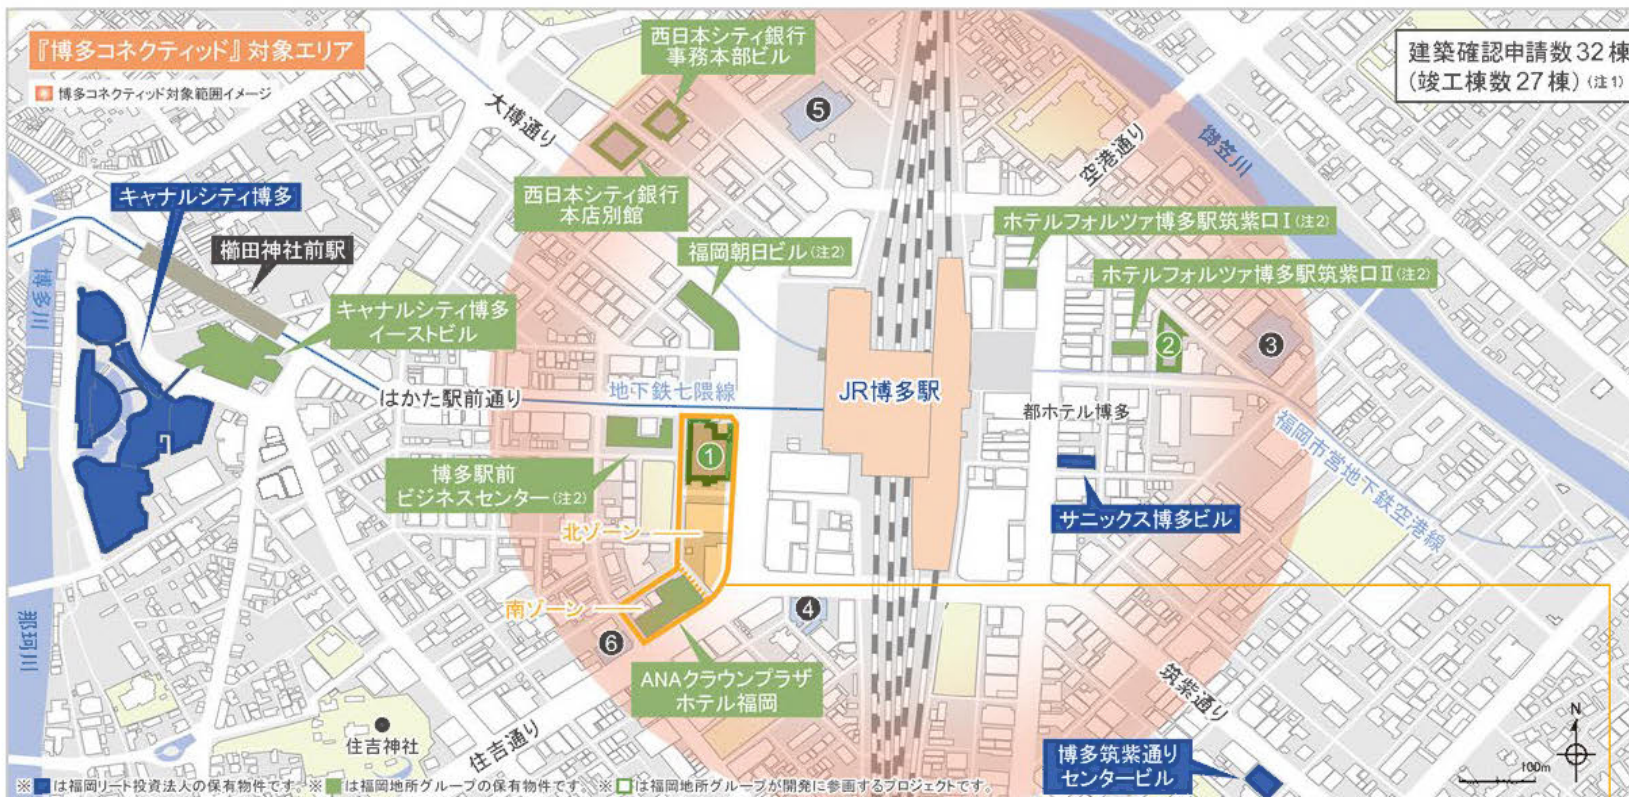 『博多コネクティッド』対象エリア
博多コネクティッド対象範囲イメージ
西日本シティ銀行
事務本部ビル
建築確認申請数32棟
(竣工棟数27棟)(注1)
大博通り
⑤
空港通り
御笠川
キャナルシティ博多
西日本シティ銀行
本店別館
櫛田神社前駅
福岡朝日ビル(注2)
ホテルフォルツァ博多駅筑紫口Ⅰ(注2)
ホテルフォルツァ博多駅筑紫口Ⅱ(注2)
博多川
キャナルシティ博多
イーストビル
②
③
はかた駅前通り
地下鉄七隈線
JR博多駅
都ホテル博多
福岡市営地下鉄空港線
①
博多駅前
ビジネスセンター(注2)
サニックス博多ビル
北ゾーン
南ゾーン
④
⑥
那珂川
ANAクラウンプラザ
ホテル福岡
筑紫通り
住吉神社
住吉通り
博多筑紫通り
センタービル
N
100m
※■は福岡リート投資法人の保有物件です。※■は福岡地所グループの保有物件です。※□は福岡地所グループが開発に参画するプロジェクトです。